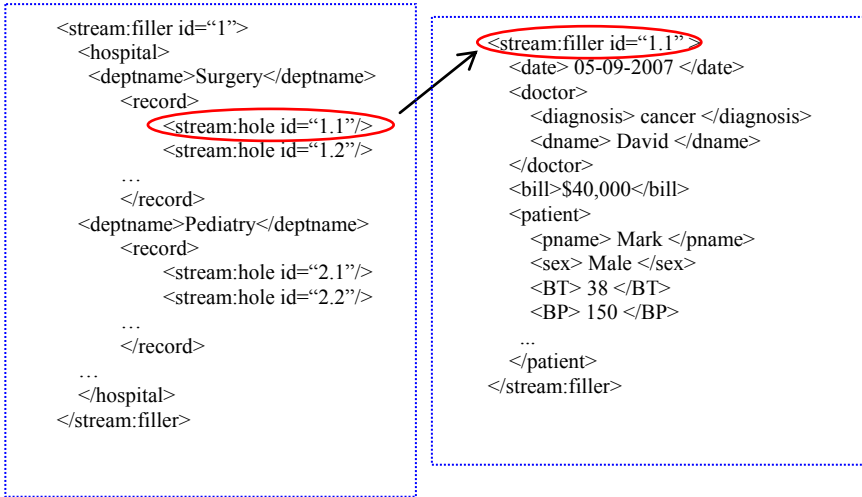 <stream:filler id=“1”>
<hospital>
<deptname>Surgery</deptname>
<record>
<stream:hole id=“1.1”/>
<stream:hole id=“1.2”/>
…
</record>
<deptname>Pediatry</deptname>
<record>
<stream:hole id=“2.1”/>
<stream:hole id=“2.2”/>
…
</record>
…
</hospital>
</stream:filler>
<stream:filler id=“1.1” >
<date> 05-09-2007 </date>
<doctor>
<diagnosis> cancer </diagnosis>
<dname> David </dname>
</doctor>
<bill>$40,000</bill>
<patient>
<pname> Mark </pname>
<sex> Male </sex>
<BT> 38 </BT>
<BP> 150 </BP>
...
</patient>
</stream:filler>